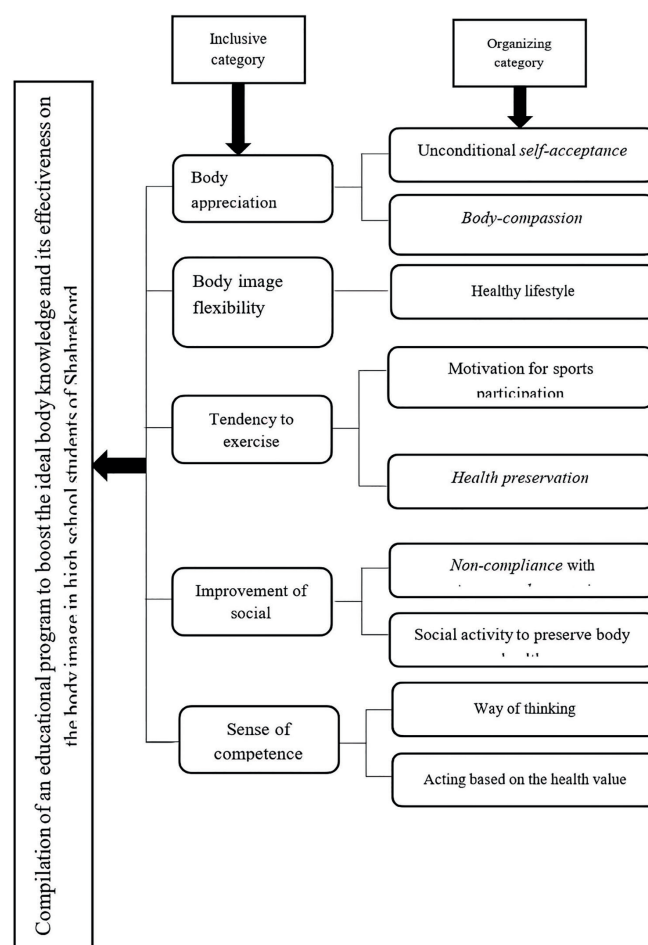 Inclusive
category
Organizing
category
Compilation of an educational program to boost the ideal body knowledge and its effectiveness on
the body image in high school students of Shahrekord
Body
appreciation
Unconditional self-acceptance
Body-compassion
Body image
flexibility
Healthy lifestyle
Tendency to
exercise
Motivation for sports
participation
Health preservation
Improvement of
social
Non-compliance with
Social activity to preserve body
health
Sense of
competence
Way of thinking
Acting based on the health value